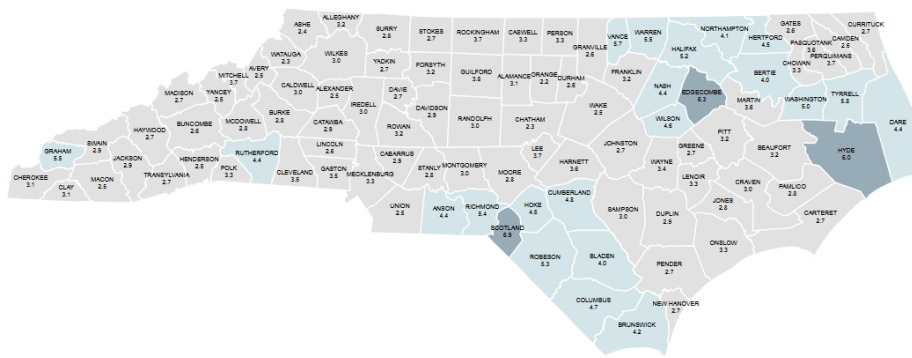 ALLEGHANY
3.2
ASHE
2.4
SURRY
2.8
STOKES
2.7
ROCKINGHAM
3.7
CASWELL
3.3
PERSON
3.3
GRANVILLE
2.6
VANCE
5.7
WARREN
5.5
NORTHAMPTON
4.1
HALIFAX
5.2
HERTFORD
4.5
GATES
2.6
CURRITUCK
2.7
CAMDEN
2.6
PASQUOTANK
3.6
PERQUIMANS
3.7
CHOWAN
3.3
BERTIE
4.0
WATAUGA
2.3
WILKES
3.0
YADKIN
2.7
FORSYTH
3.2
GUILFORD
3.8
ALAMANCE
3.1
ORANGE
2.2
DURHAM
2.6
FRANKLIN
3.2
NASH
4.4
EDGECOMBE
6.3
MARTIN
3.6
WASHINGTON
5.0
TYRRELL
5.8
DARE
4.4
AVERY
2.5
MITCHELL
3.7
YANCEY
2.5
MADISON
2.7
CALDWELL
3.0
ALEXANDER
2.5
IREDELL
3.0
DAVIE
2.7
DAVIDSON
2.9
RANDOLPH
3.0
CHATHAM
2.3
WAKE
2.5
WILSON
4.6
PITT
3.2
BEAUFORT
3.2
HYDE
6.0
HAYWOOD
2.7
BUNCOMBE
2.6
MCDOWELL
2.8
BURKE
2.8
CATAWBA
2.9
ROWAN
3.2
LEE
3.7
JOHNSTON
2.7
GREENE
2.7
WAYNE
3.4
LENOIR
3.3
CRAVEN
3.0
PAMLICO
2.8
GRAHAM
5.5
SWAIN
2.9
JACKSON
2.9
HENDERSON
2.5
POLK
3.3
RUTHERFORD
4.4
CLEVELAND
3.5
LINCOLN
2.6
GASTON
3.5
MECKLENBURG
3.3
CABARRUS
2.9
STANLY
2.8
MONTGOMERY
3.0
MOORE
2.8
HARNETT
3.6
CHEROKEE
3.1
CLAY
3.1
MACON
2.5
TRANSYLVANIA
2.7
UNION
2.5
ANSON
4.4
RICHMOND
5.4
HOKE
4.5
CUMBERLAND
4.8
SAMPSON
3.0
DUPLIN
2.9
JONES
2.8
CARTERET
2.7
SCOTLAND
6.9
ROBESON
5.3
BLADEN
4.0
ONSLOW
3.3
PENDER
2.7
COLUMBUS
4.7
NEW HANOVER
2.7
BRUNSWICK
4.2